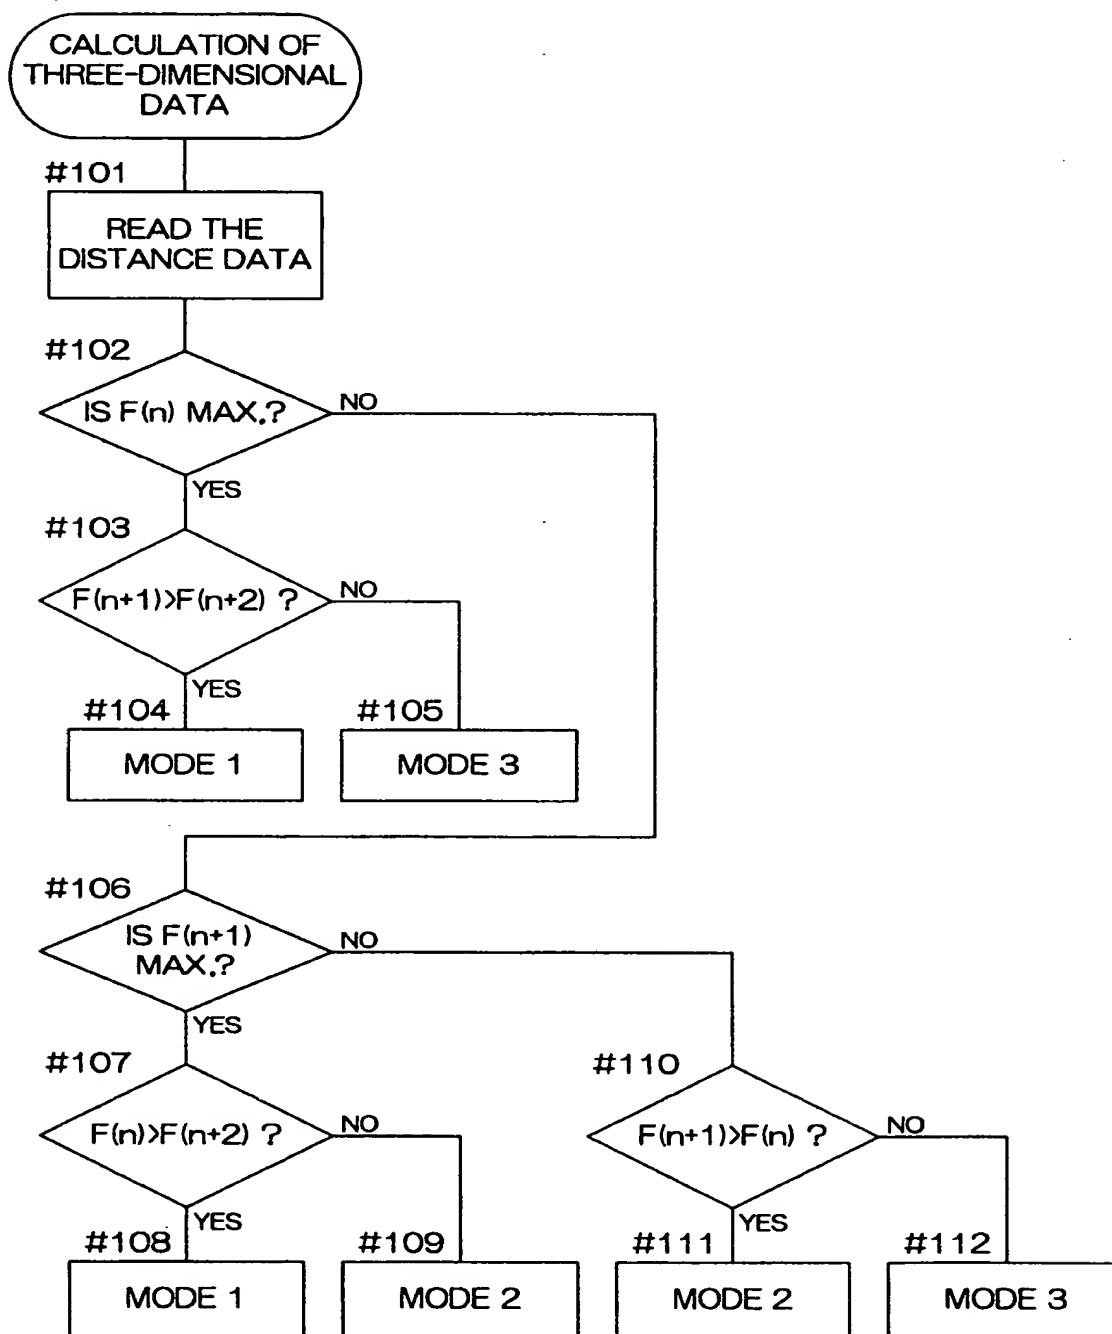 CALCULATION OF
THREE-DIMENSIONAL
DATA
#101
READ THE
DISTANCE DATA
#102
IS F(n) MAX.?
NO
YES
#103
F(n+1)>F(n+2) ?
NO
YES
#104
MODE 1
#105
MODE 3
#106
IS F(n+1)
MAX.?
NO
YES
#107
F(n)>F(n+2) ?
NO
YES
#110
F(n+1)>F(n) ?
NO
YES
#108
MODE 1
#109
MODE 2
#111
MODE 2
#112
MODE 3